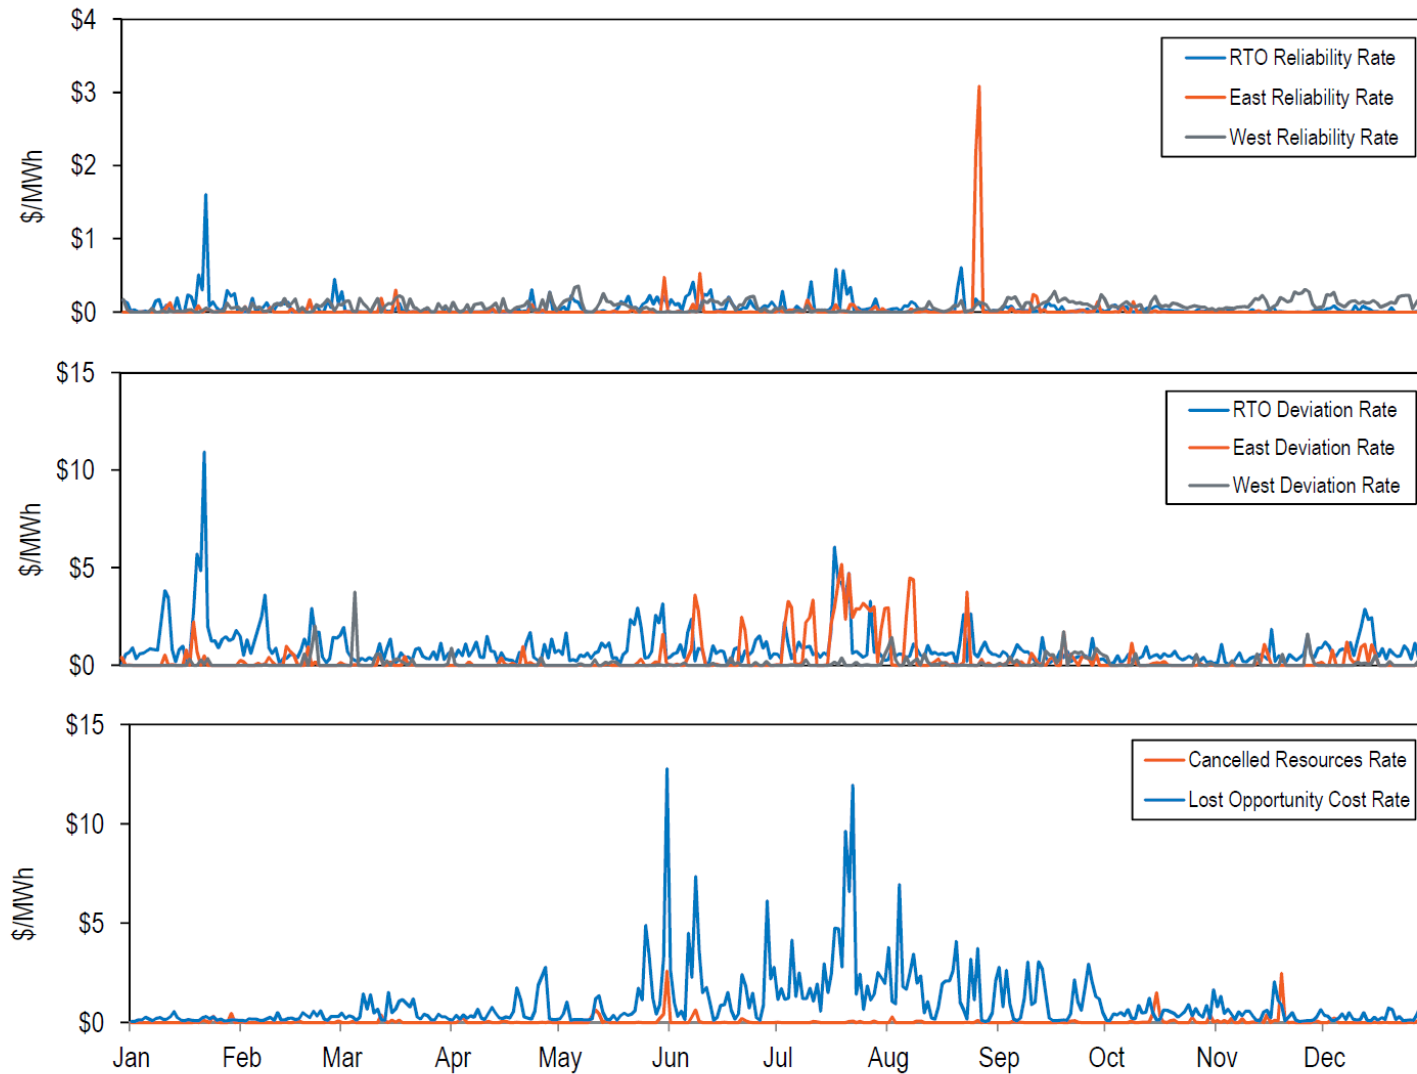 $4
$3
$2
$1
$0
$/MWh
RTO Reliability Rate
East Reliability Rate
West Reliability Rate
$15
$10
$5
$0
$/MWh
RTO Deviation Rate
East Deviation Rate
West Deviation Rate
$15
$10
$5
$0
$/MWh
Cancelled Resources Rate
Lost Opportunity Cost Rate
Jan Feb Mar Apr May Jun Jul Aug Sep Oct Nov Dec